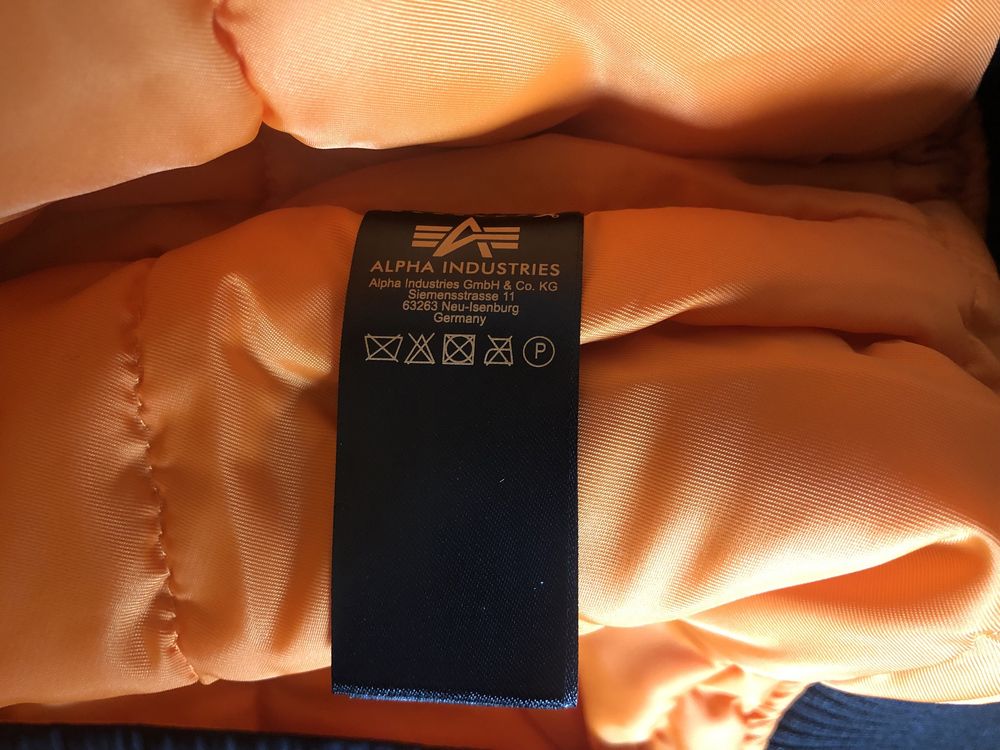 ALPHA INDUSTRIES
Alpha Industries GmbH & Co. KG
Siemensstrasse 11
63263 Neu-Isenburg
Germany
P